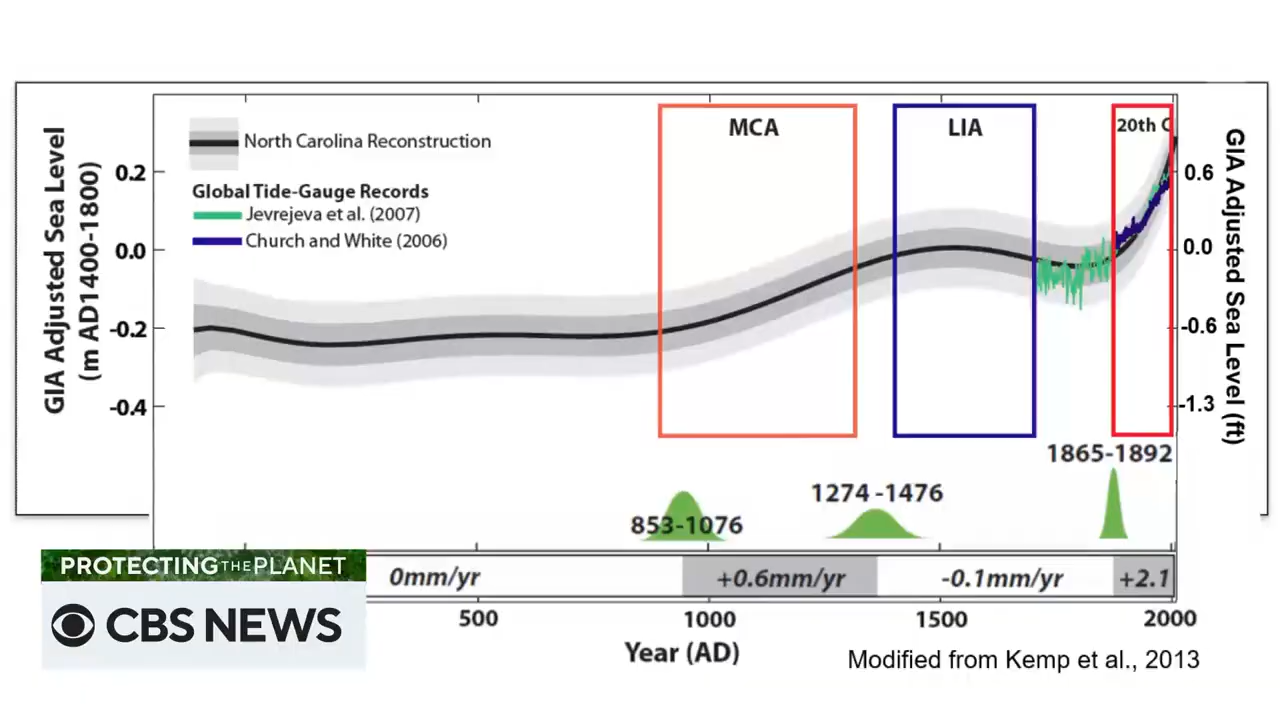 GIA Adjusted Sea Level
(m AD1400-1800)
0.2
0.0
-0.2
-0.4
North Carolina Reconstruction
Global Tide-Gauge Records
Jevrejeva et al. (2007)
Church and White (2006)
MCA
LIA
20th C
0.6
0.0
-0.6
-1.3
GIA Adjusted Sea Level (ft)
853-1076
1274 -1476
1865-1892
0mm/yr
+0.6mm/yr
-0.1mm/yr
+2.1
500
1000
1500
2000
Year (AD)
Modified from Kemp et al., 2013
PROTECTING THE PLANET
CBS NEWS